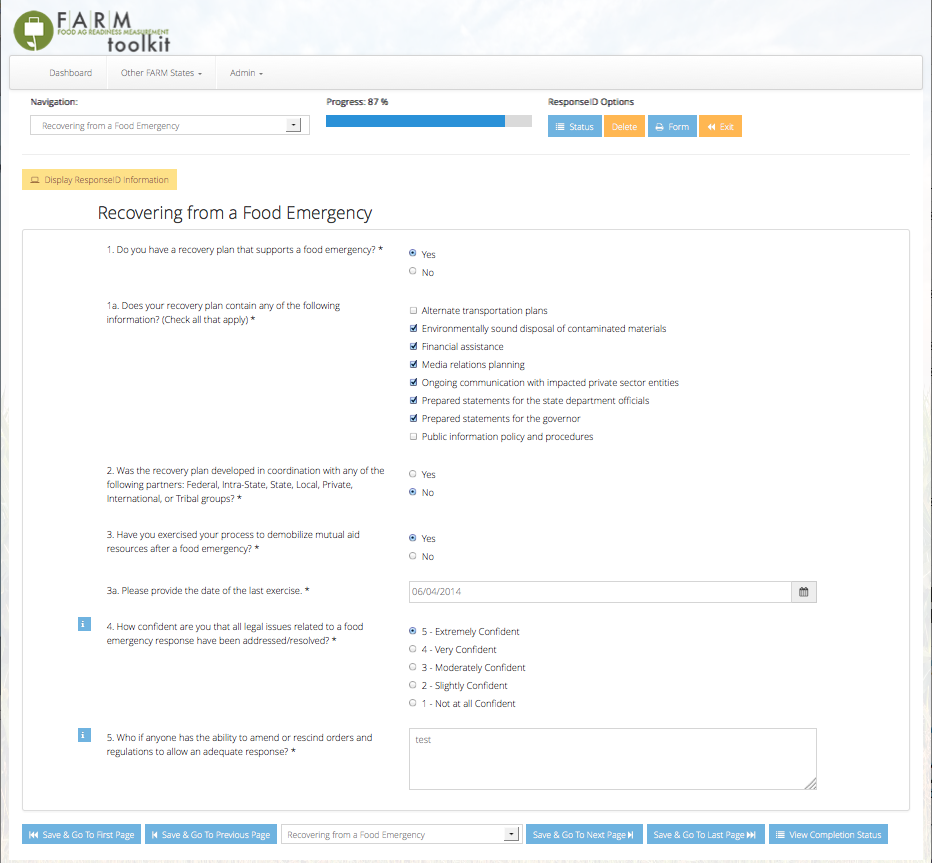 FARM
FOOD AG READINESS MEASUREMENT
toolkit
Dashboard Other FARM States Admin
Navigation: Progress: 87 % ResponseID Options
Recovering from a Food Emergency Status Delete Form Exit
Display ResponseID Information
Recovering from a Food Emergency
1. Do you have a recovery plan that supports a food emergency? *
Yes
No
1a. Does your recovery plan contain any of the following
information? (Check all that apply) *
Alternate transportation plans
Environmentally sound disposal of contaminated materials
Financial assistance
Media relations planning
Ongoing communication with impacted private sector entities
Prepared statements for the state department officials
Prepared statements for the governor
Public information policy and procedures
2. Was the recovery plan developed in coordination with any of the
following partners: Federal, Intra-State, State, Local, Private,
International, or Tribal groups? *
Yes
No
3. Have you exercised your process to demobilize mutual aid
resources after a food emergency? *
Yes
No
3a. Please provide the date of the last exercise. * 06/04/2014
i
4. How confident are you that all legal issues related to a food
emergency response have been addressed/resolved? *
5 - Extremely Confident
4 - Very Confident
3 - Moderately Confident
2 - Slightly Confident
1 - Not at all Confident
i
5. Who if anyone has the ability to amend or rescind orders and
regulations to allow an adequate response? *
test
Save & Go To First Page Save & Go To Previous Page Recovering from a Food Emergency Save & Go To Next Page Save & Go To Last Page View Completion Status